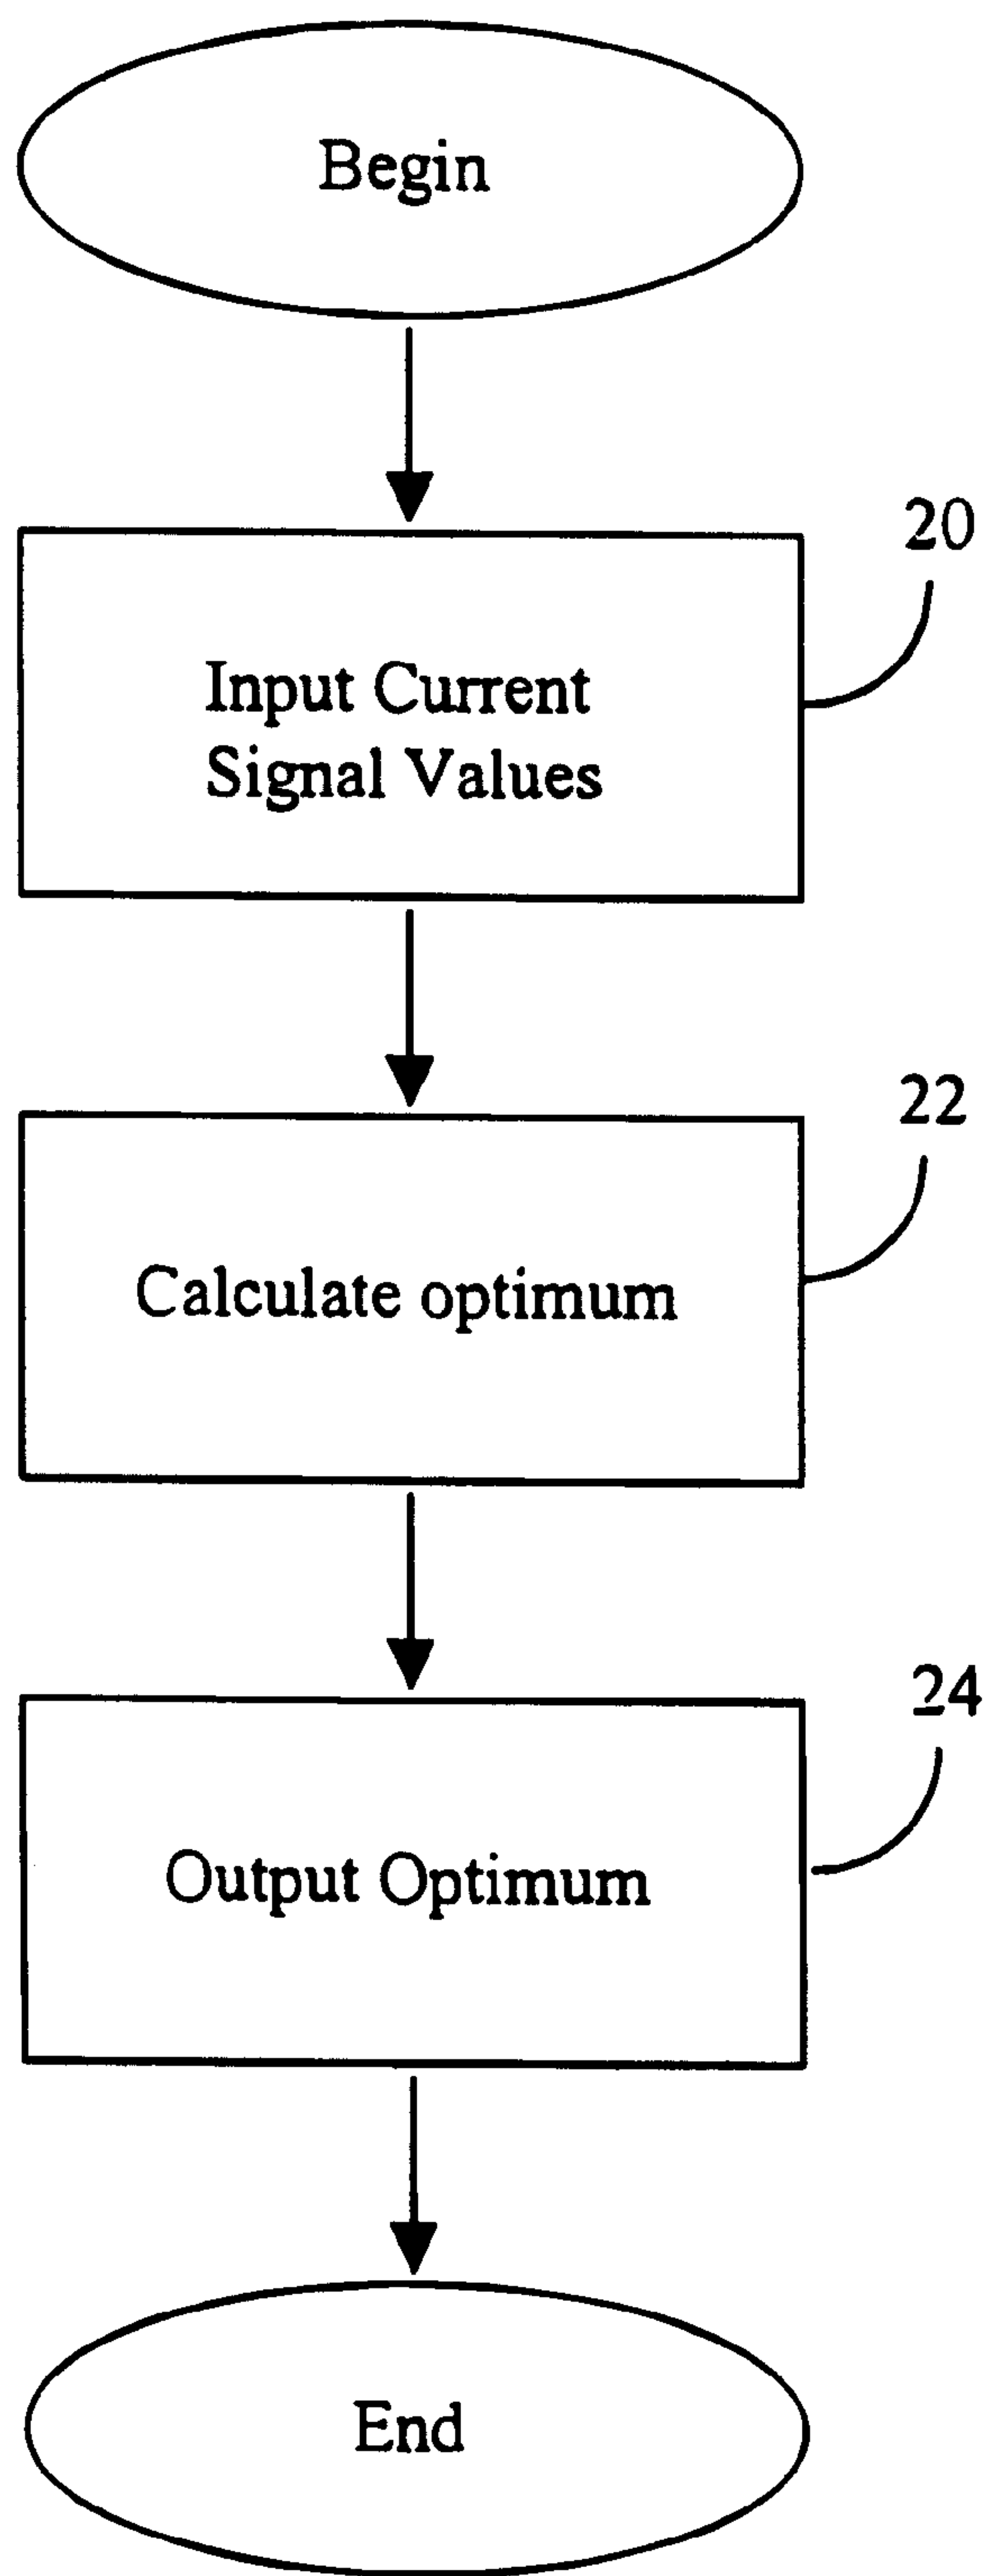 Begin
20
Input Current
Signal Values
22
Calculate optimum
24
Output Optimum
End